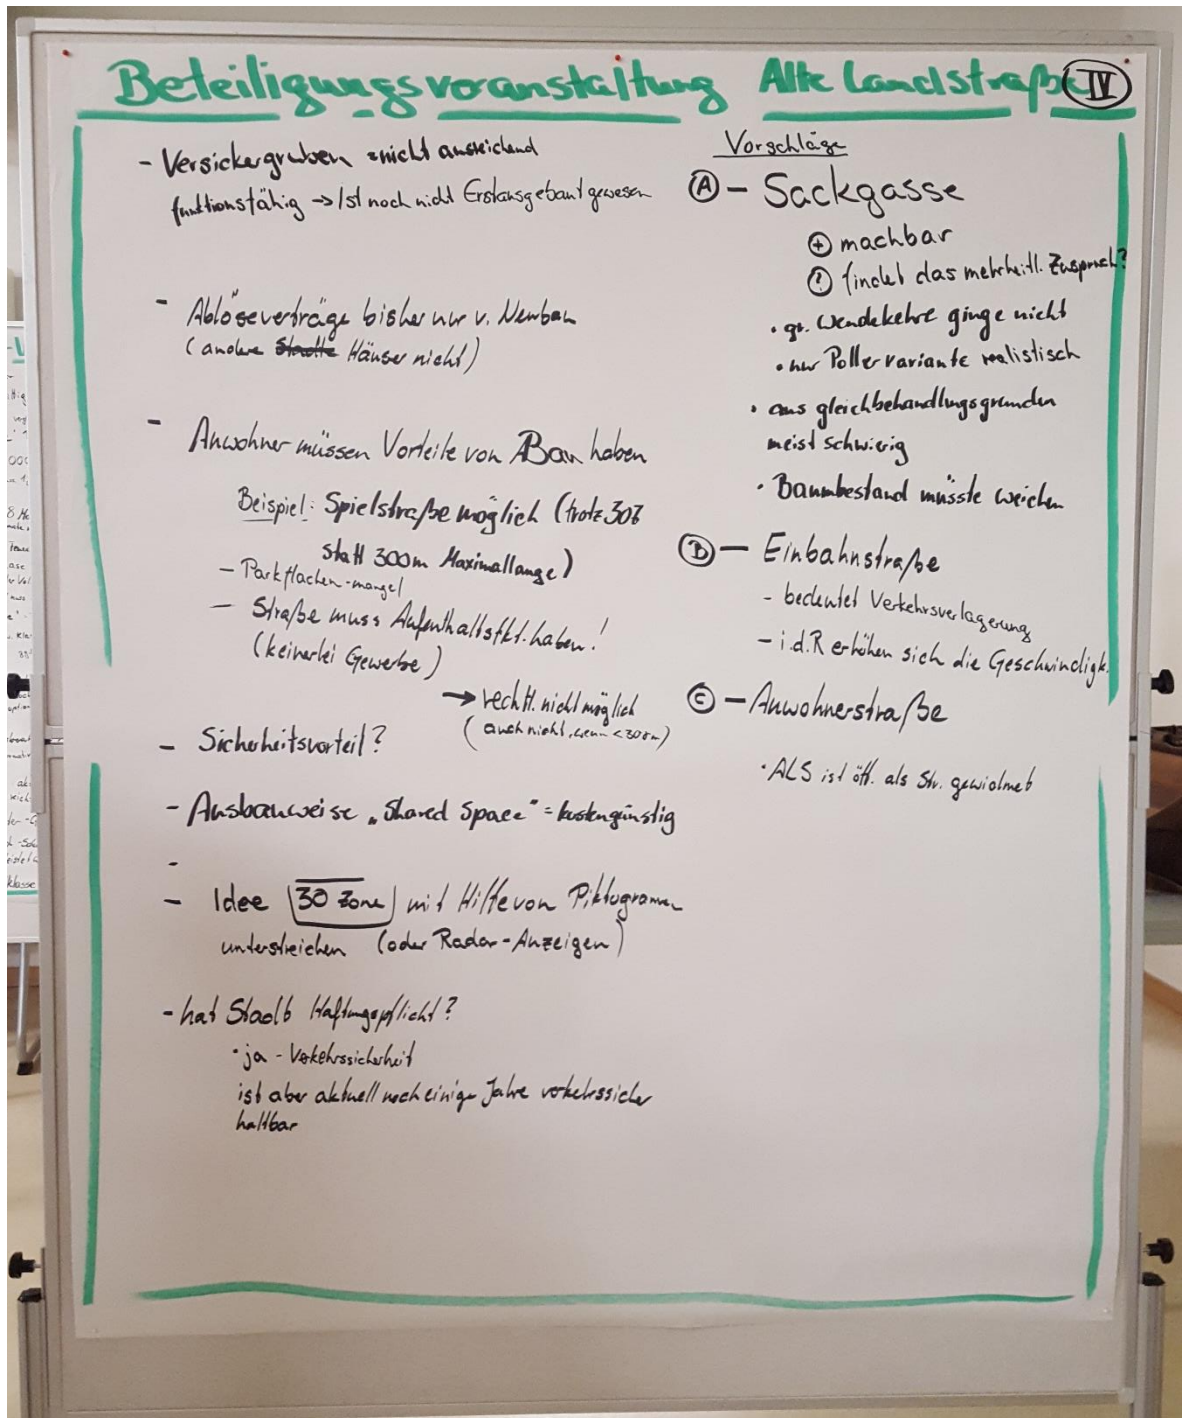 Beteiligungsveranstaltung Alte Landstraße IV
- Versickergruben = nicht ausreichend
funktionsfähig -> Ist noch nicht Erstausgebaut gewesen
- Ablöseverträge bisher nur v. Neubau
(andere Städte Häuser nicht)
- Anwohner müssen Vorteile von ABau haben
Beispiel: Spielstraße möglich (trotz 307
statt 300m Maximallänge)
- Parkflächen-mangel
- Straße muss Aufenthaltsfkt. haben!
(keinerlei Gewerbe)
-> rechtl. nicht möglich
(auch nicht, wenn <300m)
- Sicherheitsvorteil?
- Ausbauweise "Shared Space" = kostengünstig
-
- Idee 30 Zone mit Hilfe von Piktogramen
unterstreichen (oder Radar-Anzeigen)
- hat Stadt Haftungspflicht?
• ja - Verkehrssicherheit
ist aber aktuell noch einige Jahre verkehrssicher
haltbar
Vorschläge
A - Sackgasse
+ machbar
? findet das mehrheitl. Zuspruch?
• gr. Wendekehre ginge nicht
• nur Poller variante realistisch
• aus gleichbehandlungsgründen
meist schwierig
• Baumbestand müsste weichen
B - Einbahnstraße
- bedeutet Verkehrsverlagerung
- i.d.R erhöhen sich die Geschwindigk.
C - Anwohnerstraße
• ALS ist öff. als Str. gewidmet